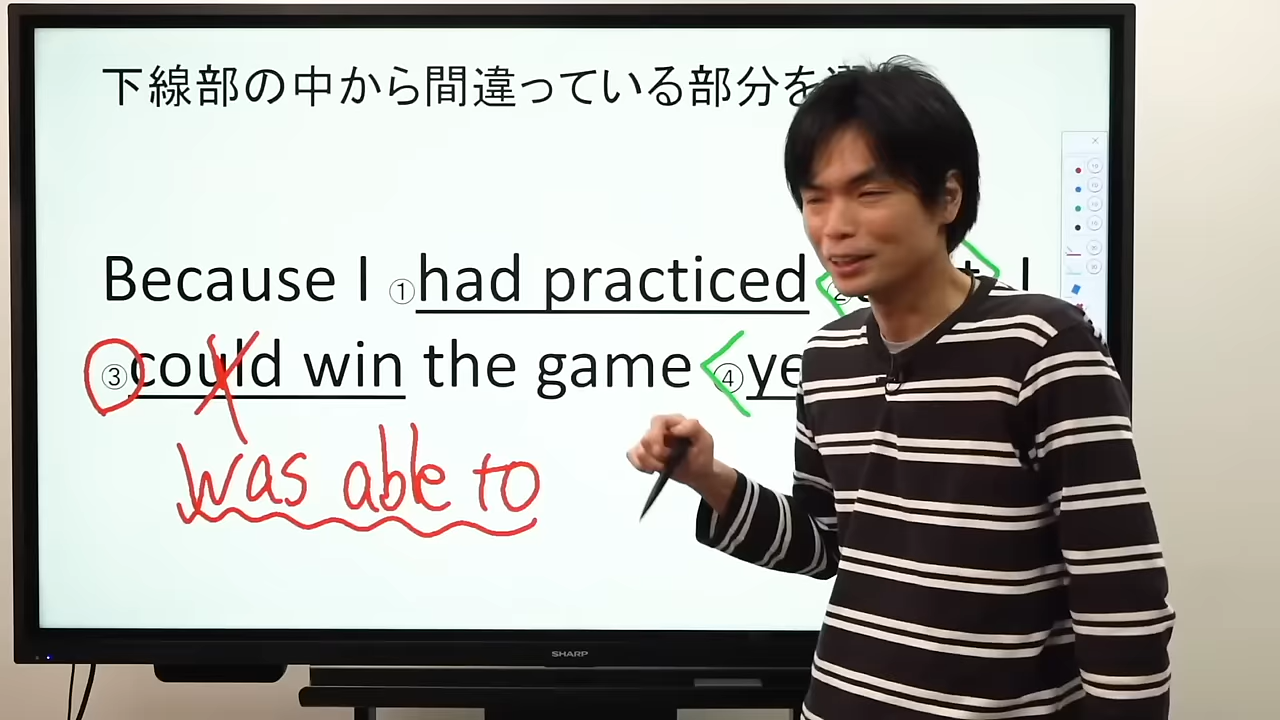 下線部の中から間違っている部分を
Because I ①had practiced ② I
③could win the game ④ye
was able to
SHARP